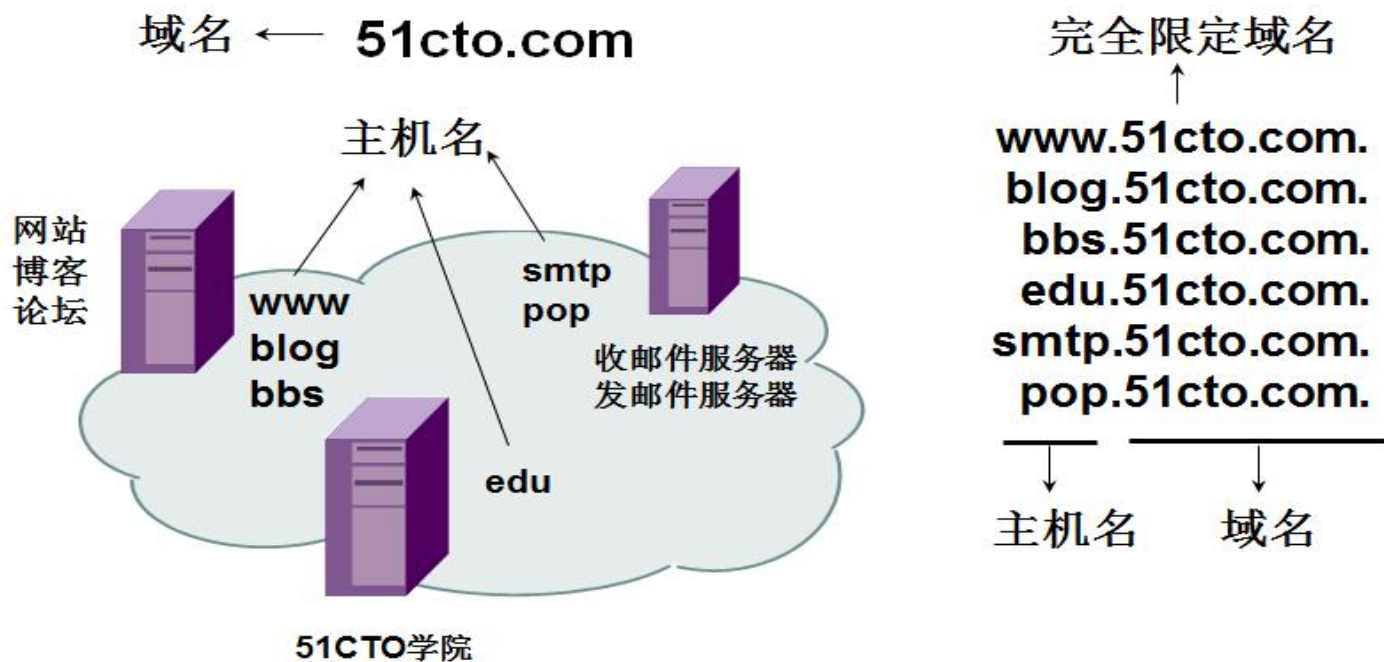 域名
51cto.com
主机名
网站
博客
论坛
www
blog
bbs
smtp
pop
收邮件服务器
发邮件服务器
edu
51CTO学院
完全限定域名
www.51cto.com.
blog.51cto.com.
bbs.51cto.com.
edu.51cto.com.
smtp.51cto.com.
pop.51cto.com.
主机名
域名